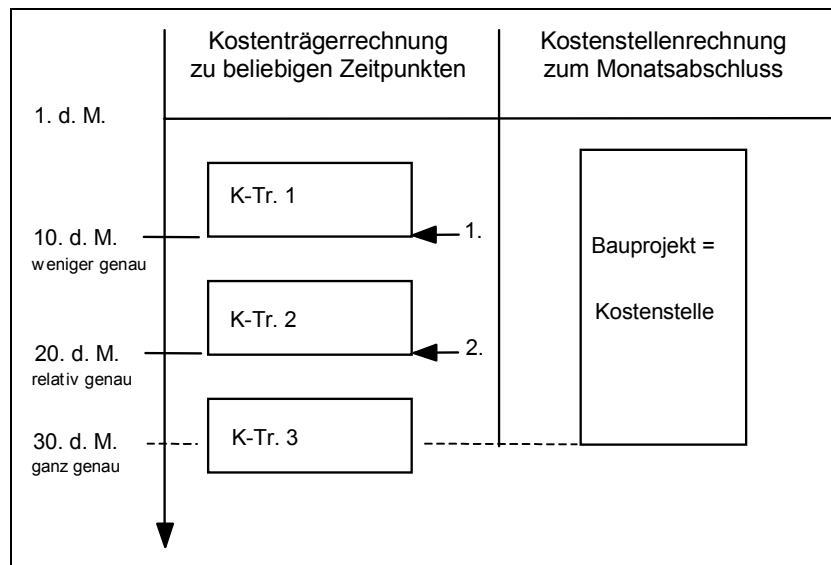 Kostenträgerrechnung
zu beliebigen Zeitpunkten
Kostenstellenrechnung
zum Monatsabschluss
1. d. M.
K-Tr. 1
10. d. M.
weniger genau
1.
Bauprojekt =
Kostenstelle
K-Tr. 2
20. d. M.
relativ genau
2.
K-Tr. 3
30. d. M.
ganz genau